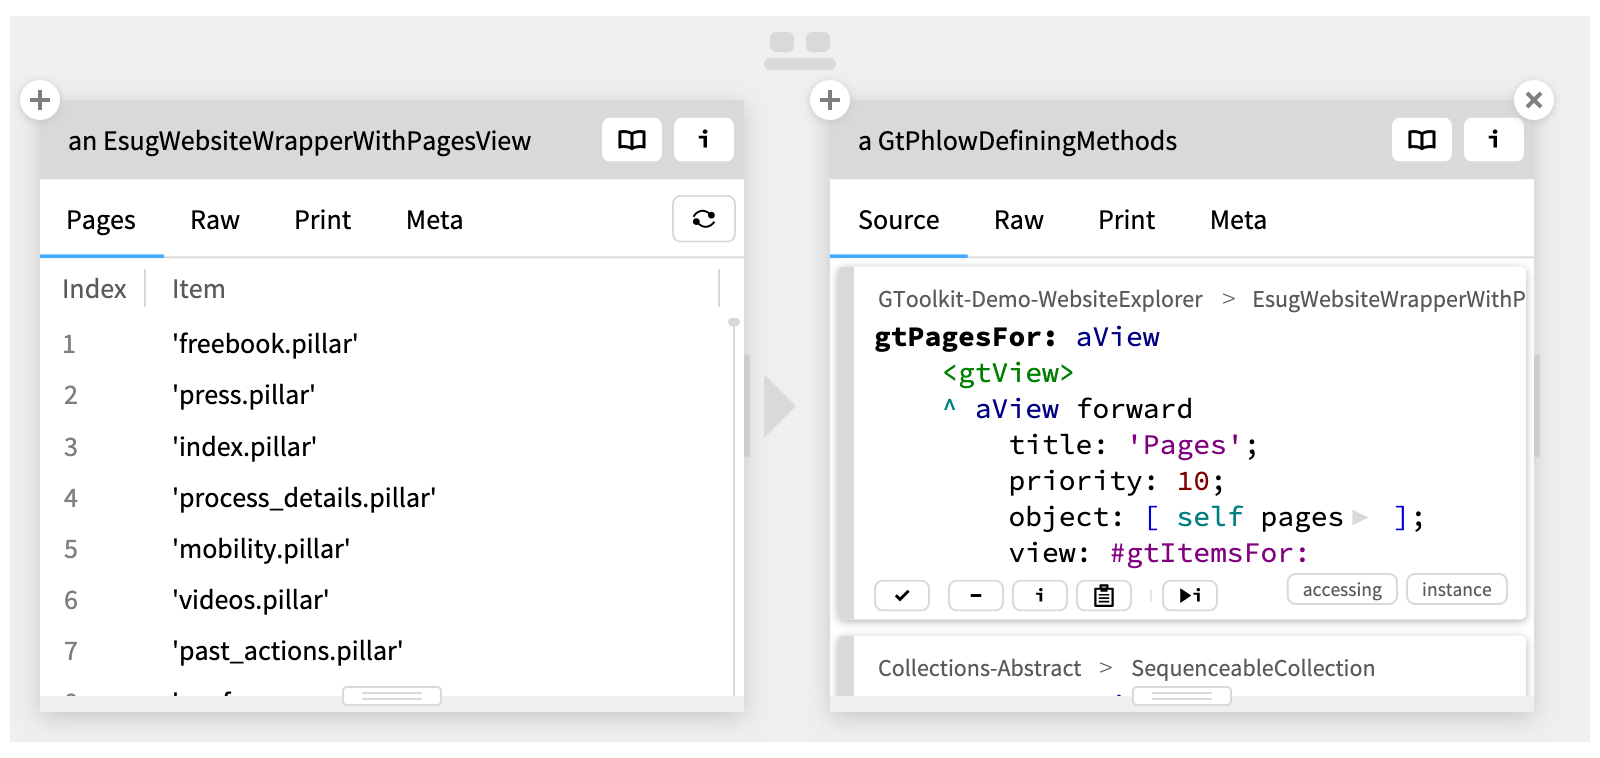 an EsugWebsiteWrapperWithPagesView
Pages Raw Print Meta
Index Item
1 'freebook.pillar'
2 'press.pillar'
3 'index.pillar'
4 'process_details.pillar'
5 'mobility.pillar'
6 'videos.pillar'
7 'past_actions.pillar'
a GtPhlowDefiningMethods
Source Raw Print Meta
GToolkit-Demo-WebsiteExplorer > EsugWebsiteWrapperWithP
gtPagesFor: aView
<gtView>
^ aView forward
title: 'Pages';
priority: 10;
object: [ self pages ▶ ];
view: #gtItemsFor:
accessing instance
Collections-Abstract > SequenceableCollection